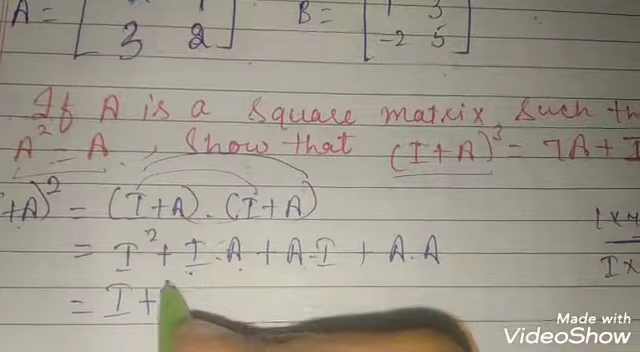 A = [ 3 2 ] B = [ 1 3
-2 5 ]
If A is a square matrix, such th
A² = A, show that (I+A)³ = 7A + I
+A)² = (I+A).(I+A)
= I² + I.A + A.I + A.A
I x
= I +
Made with
VideoShow